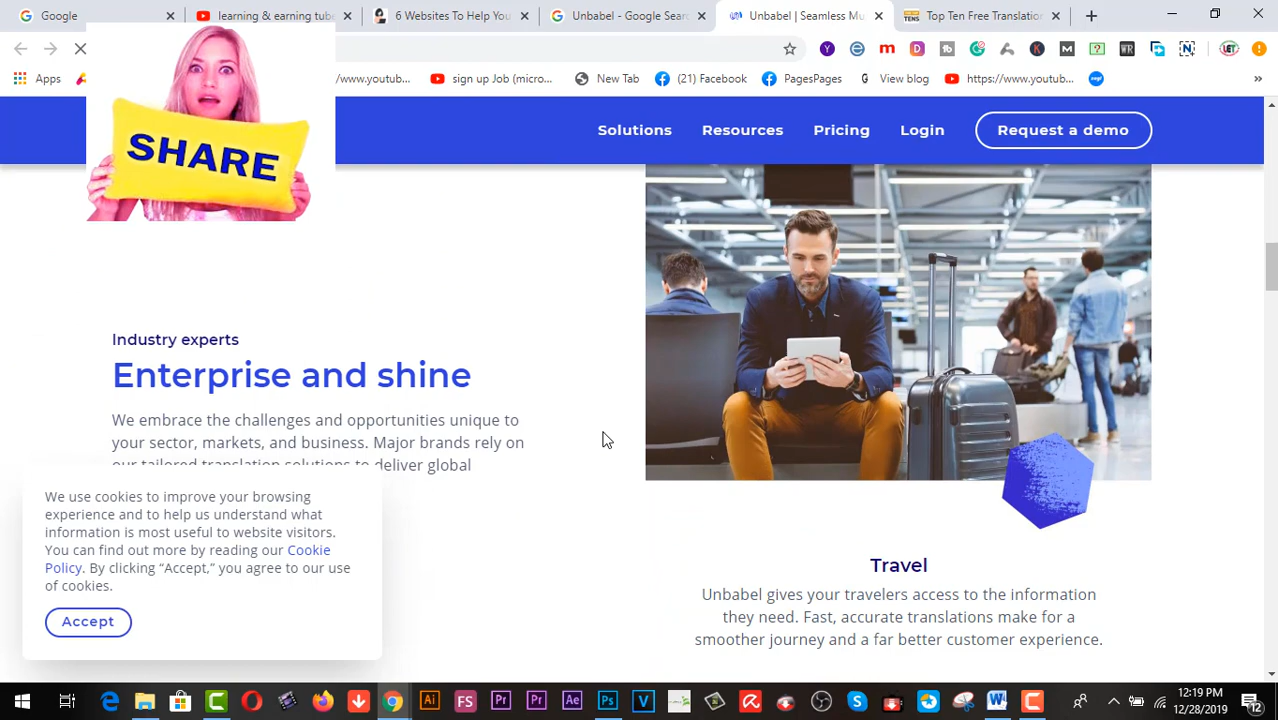 Google
learning & earning tube
6 Websites To Help You
Unbabel - Google Sear
Unbabel | Seamless Mu
TENS
Top Ten Free Translation
Apps
/www.youtub...
sign up Job (micro...
New Tab
(21) Facebook
PagesPages
View blog
https://www.youtub...
SHARE
Solutions
Resources
Pricing
Login
Request a demo
Industry experts
Enterprise and shine
We embrace the challenges and opportunities unique to
your sector, markets, and business. Major brands rely on
our tailored translation solutions to deliver global
We use cookies to improve your browsing
experience and to help us understand what
information is most useful to website visitors.
You can find out more by reading our Cookie
Policy. By clicking “Accept,” you agree to our use
of cookies.
Accept
Travel
Unbabel gives your travelers access to the information
they need. Fast, accurate translations make for a
smoother journey and a far better customer experience.
12:19 PM
12/28/2019
12